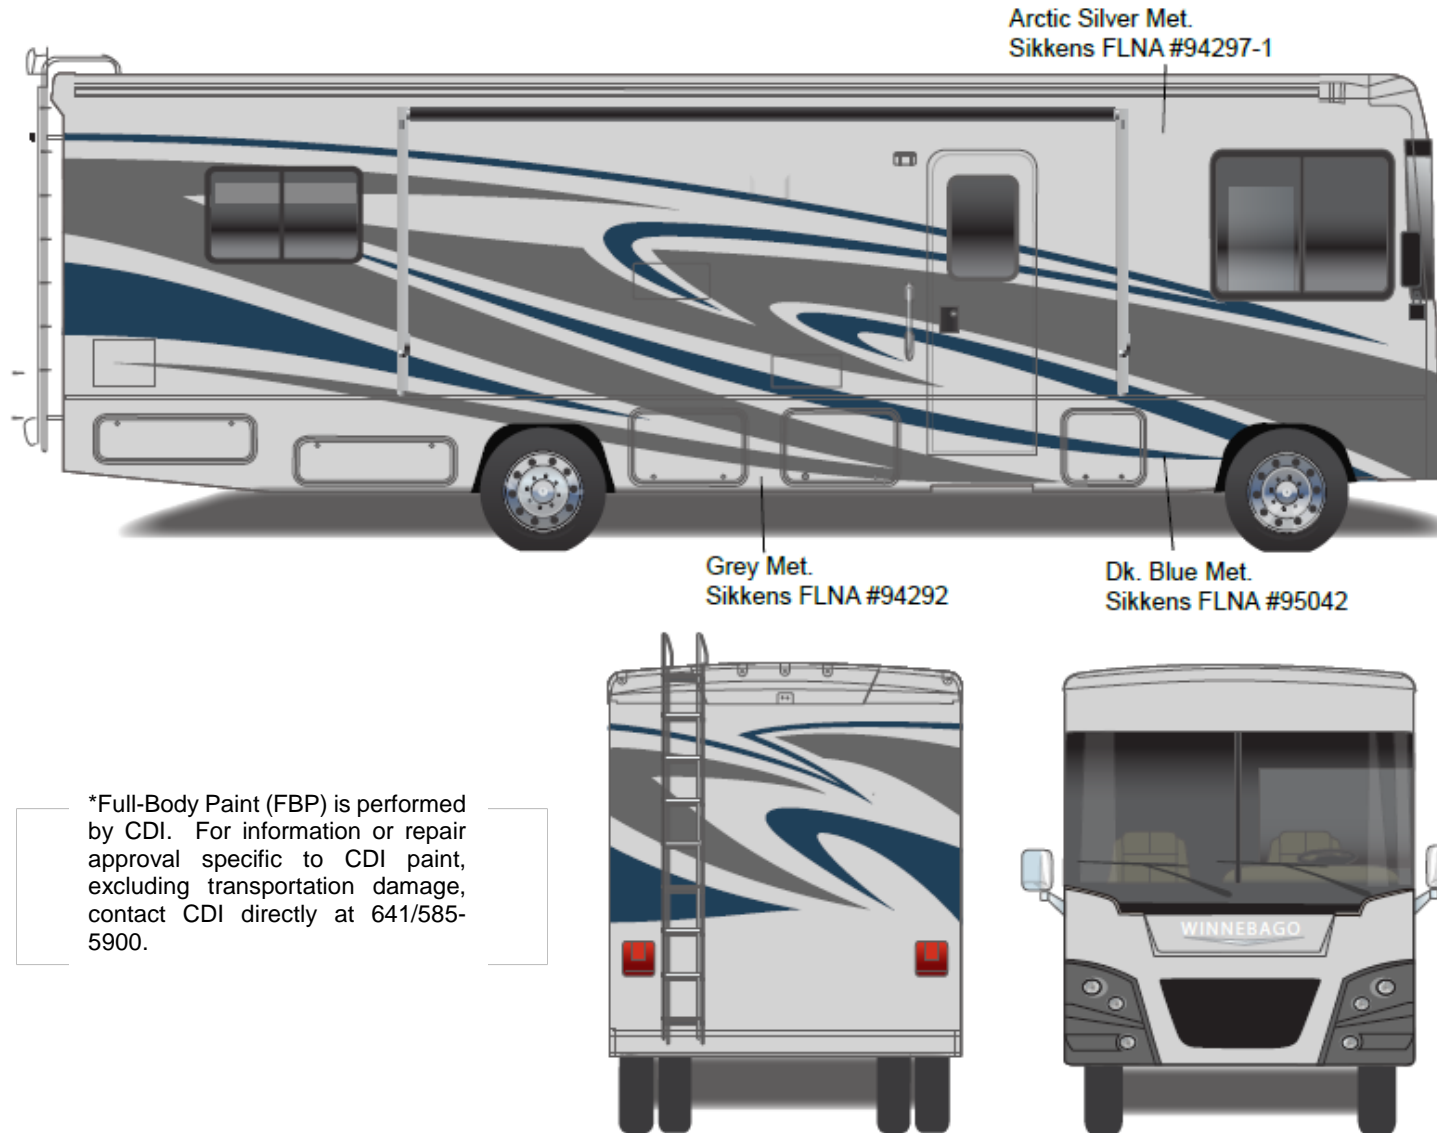 Arctic Silver Met.
Sikkens FLNA #94297-1
Grey Met.
Sikkens FLNA #94292
Dk. Blue Met.
Sikkens FLNA #95042
*Full-Body Paint (FBP) is performed
by CDI. For information or repair
approval specific to CDI paint,
excluding transportation damage,
contact CDI directly at 641/585-
5900.
WINNEBAGO